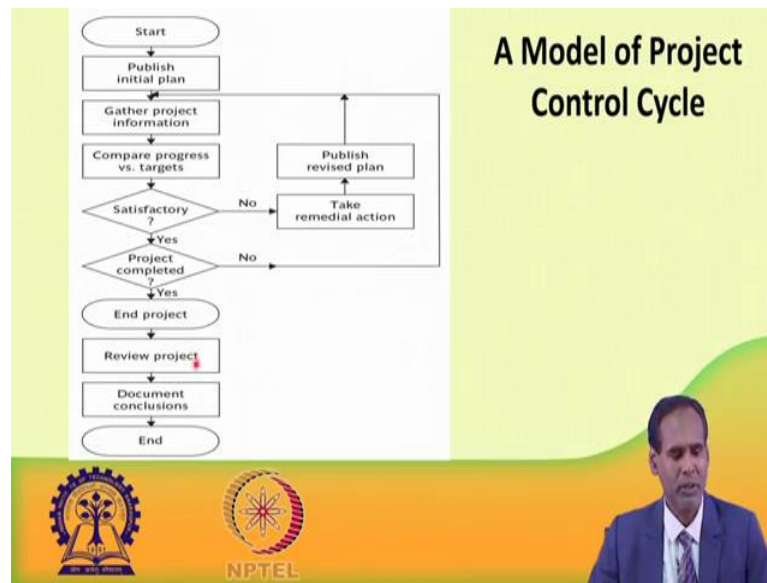 A Model of Project
Control Cycle
Start
Publish
initial plan
Gather project
information
Compare progress
vs. targets
Satisfactory
?
No
Yes
Take
remedial action
Publish
revised plan
Project
completed
?
No
Yes
End project
Review project
Document
conclusions
End
NPTEL